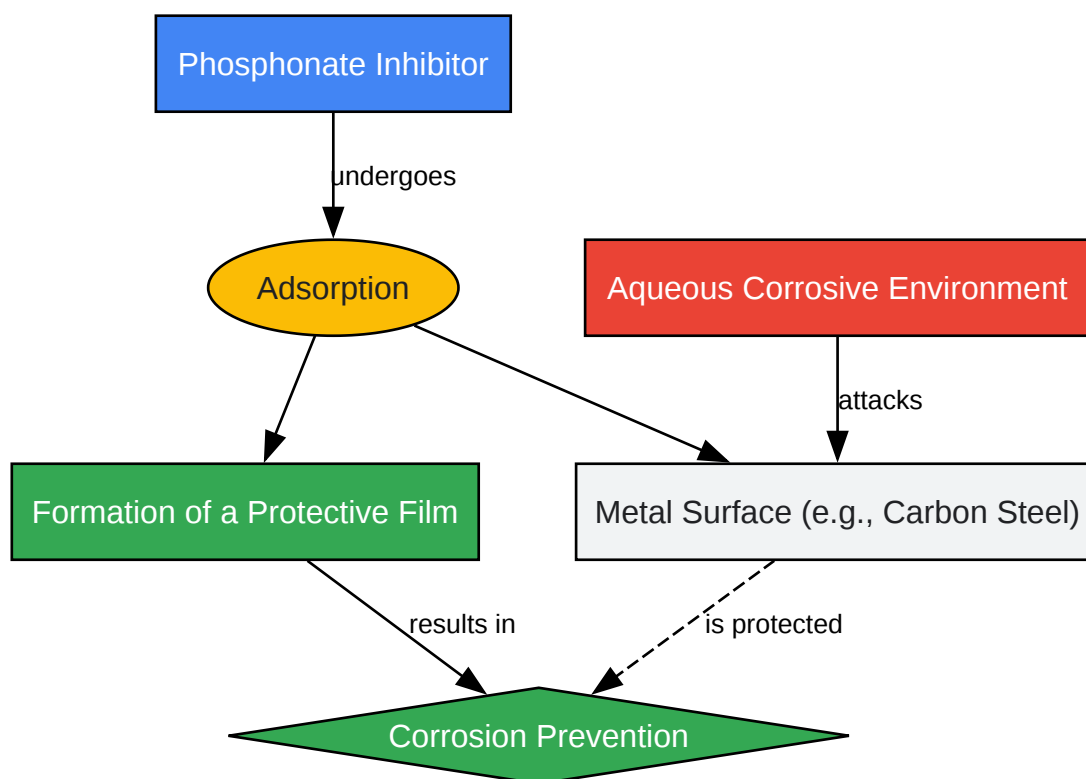 Phosphonate Inhibitor
undergoes
Adsorption
Aqueous Corrosive Environment
attacks
Formation of a Protective Film
Metal Surface (e.g., Carbon Steel)
results in
is protected
Corrosion Prevention